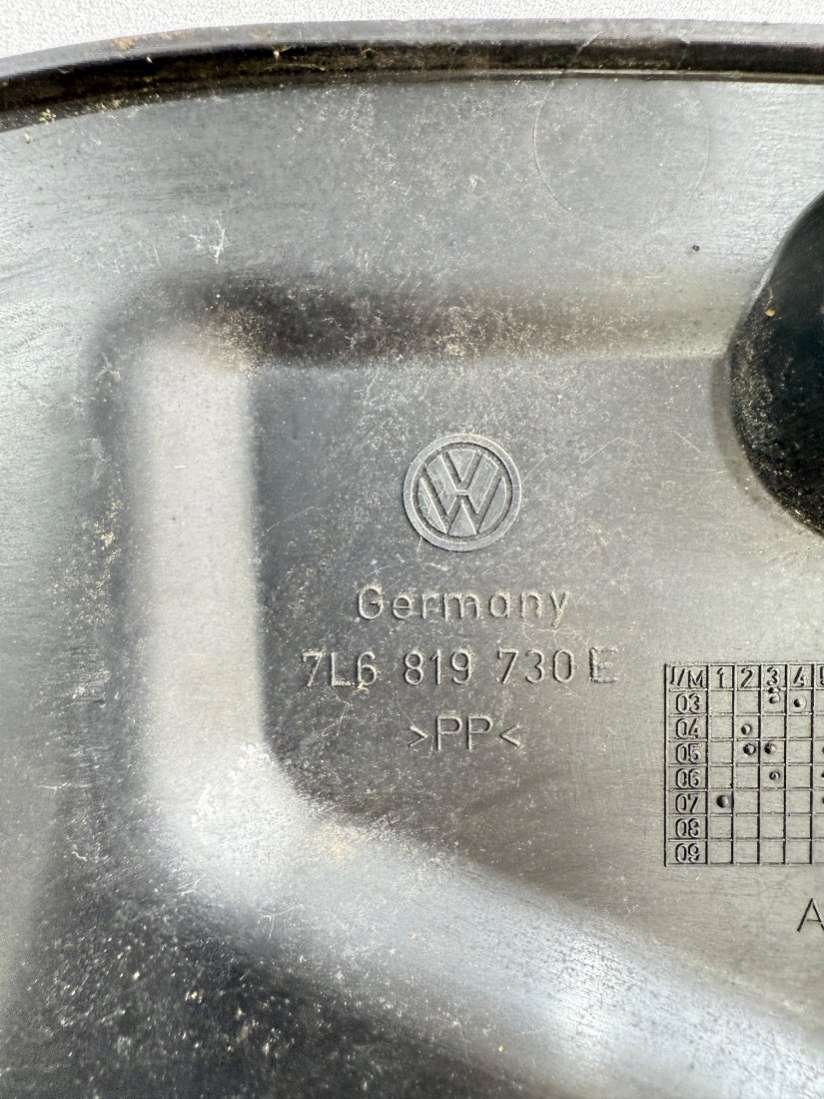 Germany
7L6 819 730 E
>PP<
J/M 1 2 3 4
03
04
05
06
07
08
09
A